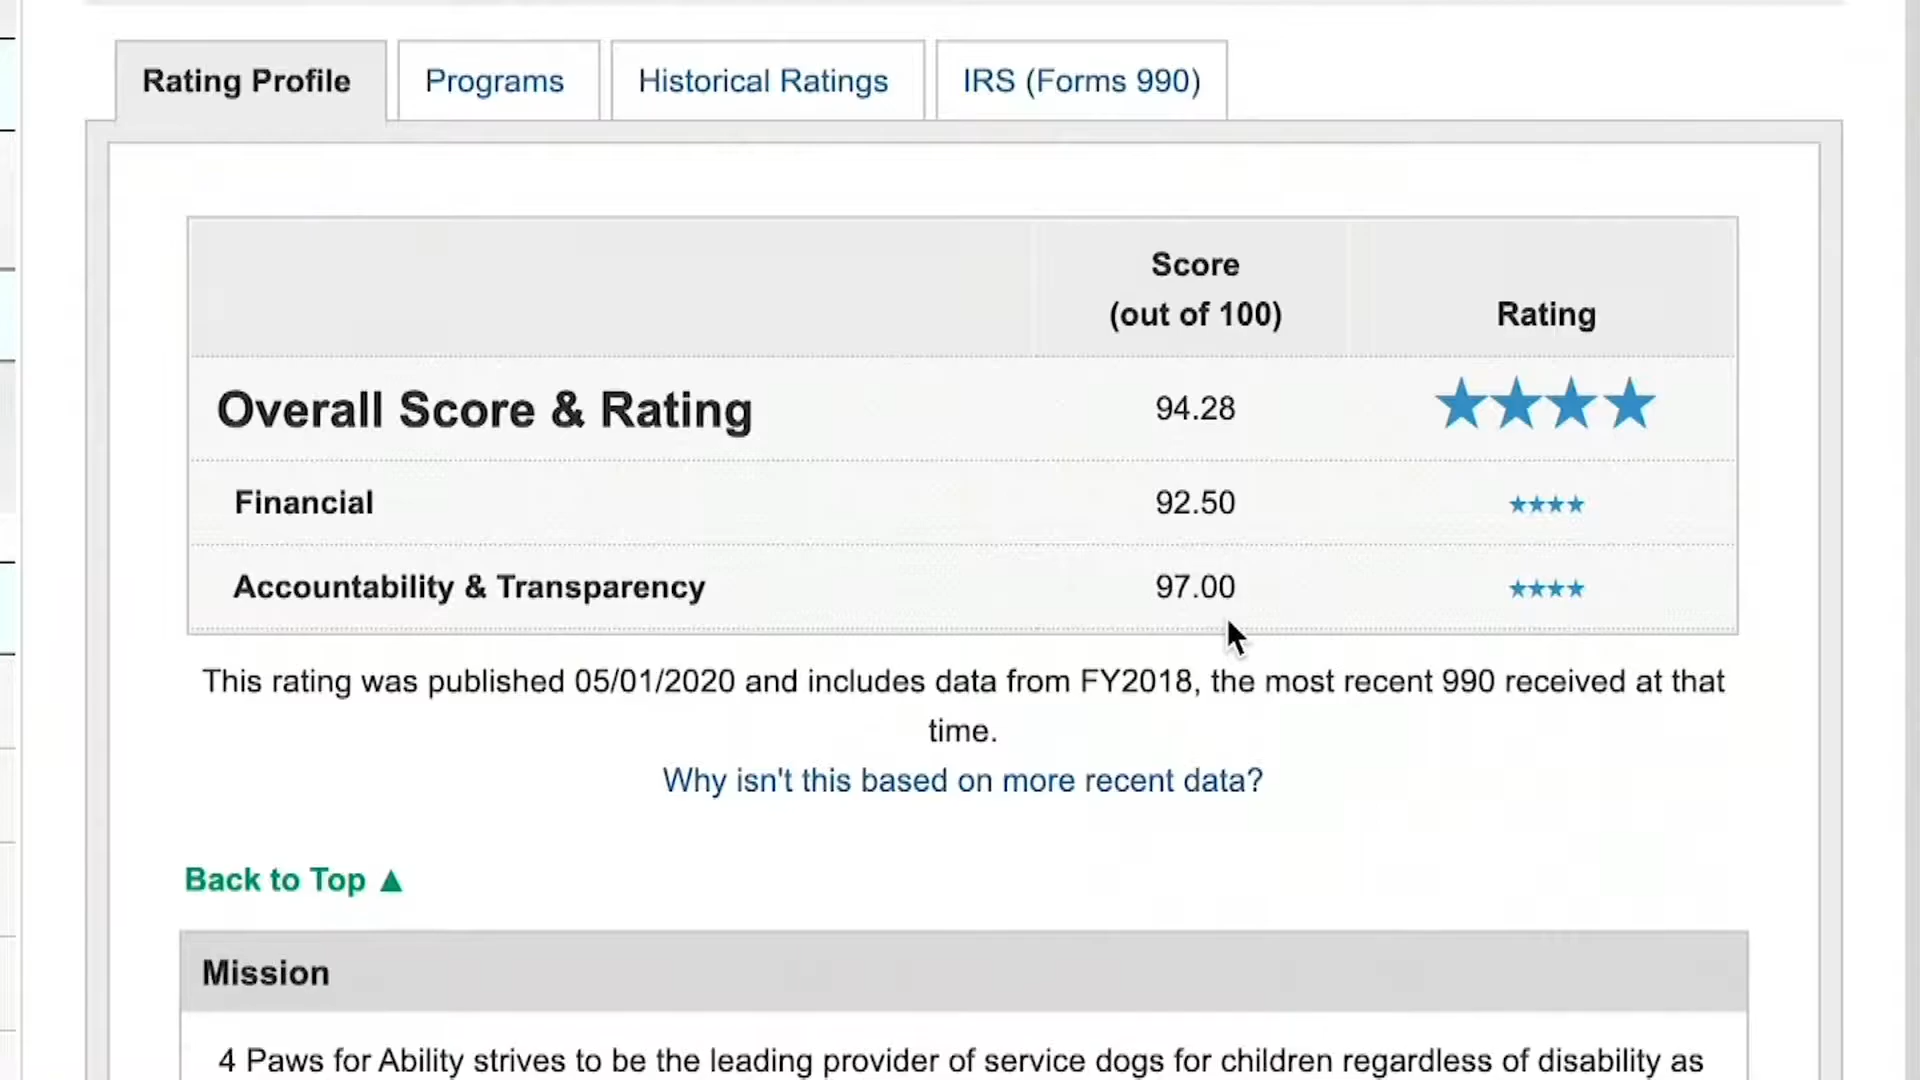 Rating Profile
Programs
Historical Ratings
IRS (Forms 990)
Score
(out of 100)
Rating
Overall Score & Rating
94.28
Financial
92.50
Accountability & Transparency
97.00
This rating was published 05/01/2020 and includes data from FY2018, the most recent 990 received at that
time.
Why isn't this based on more recent data?
Back to Top ▲
Mission
4 Paws for Ability strives to be the leading provider of service dogs for children regardless of disability as